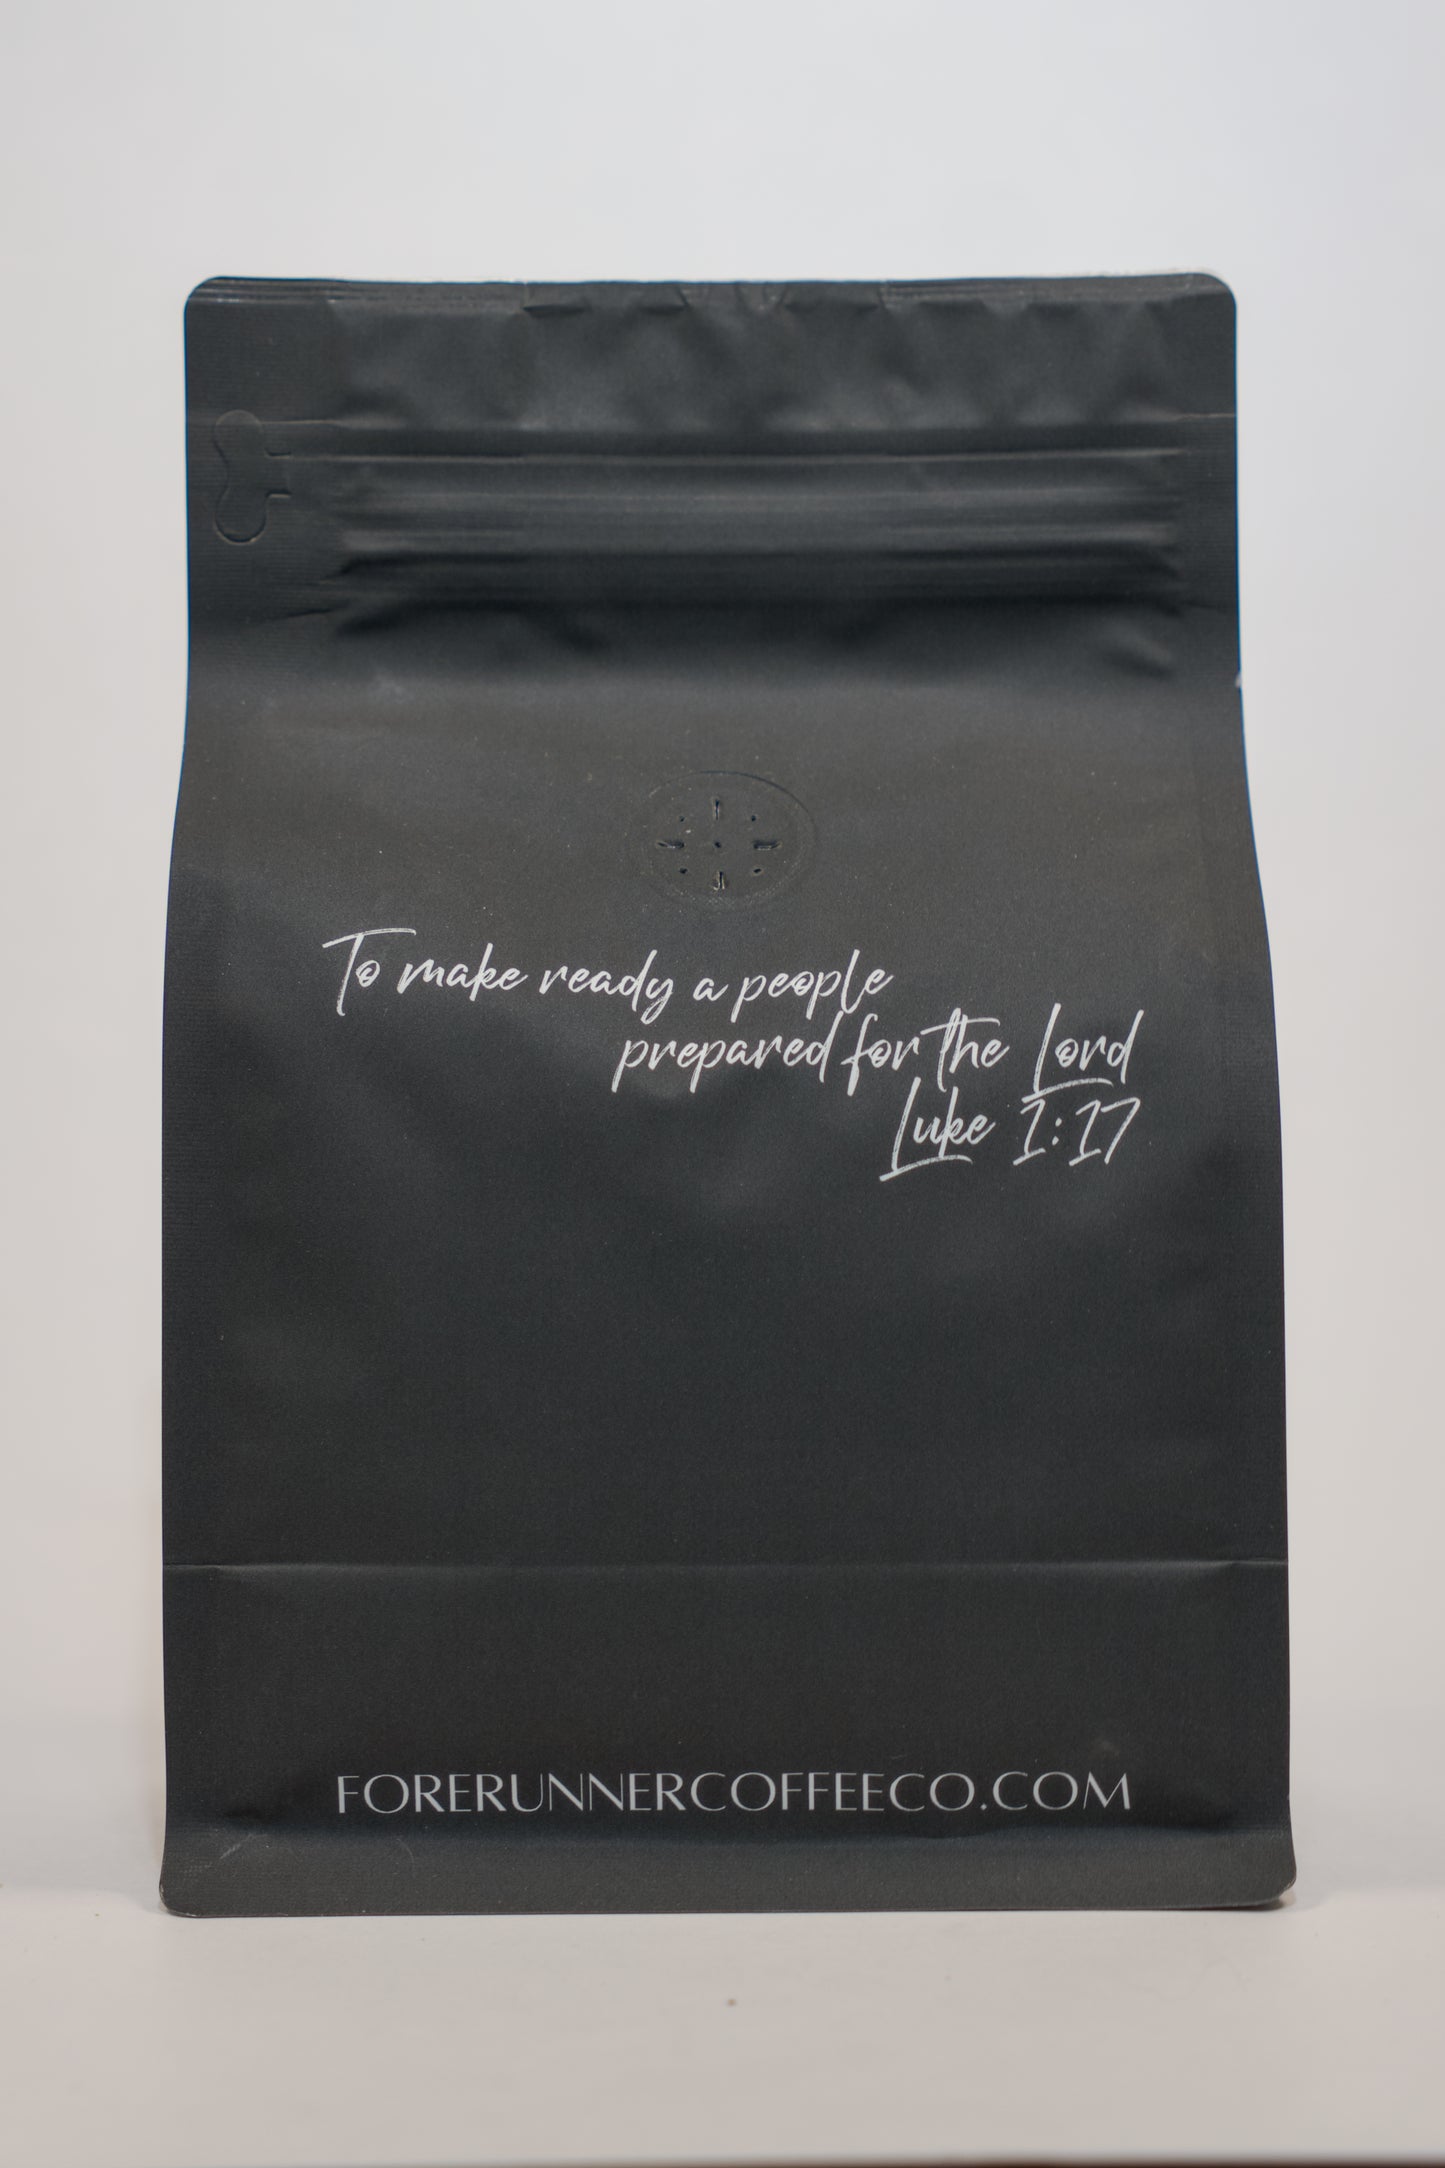 To make ready a people
prepared for the Lord
Luke 1:17
FORERUNNERCOFFEECO.COM